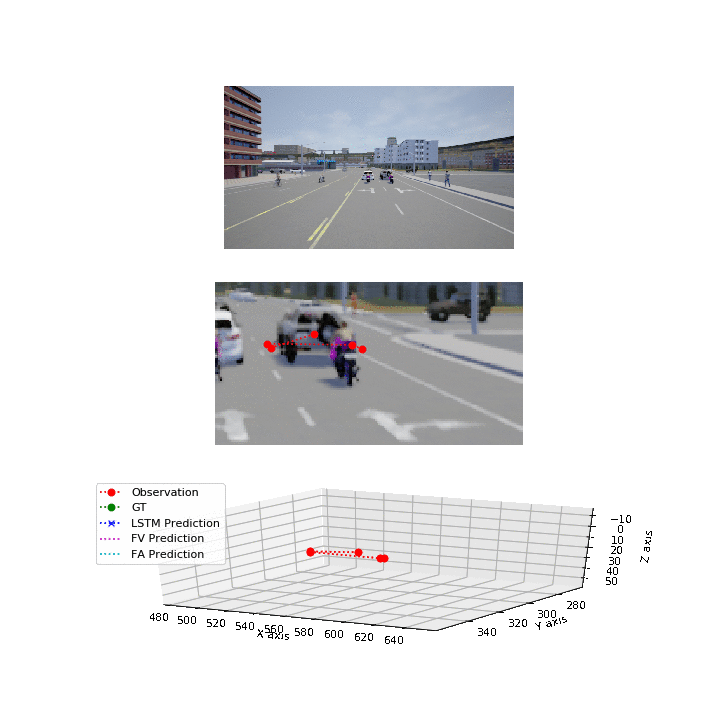 Observation
GT
LSTM Prediction
FV Prediction
FA Prediction
−10
0
10
20
30
40
50
Z axis
480
500
520
540
560
580
600
620
640
X axis
340
320
300
280
Y axis